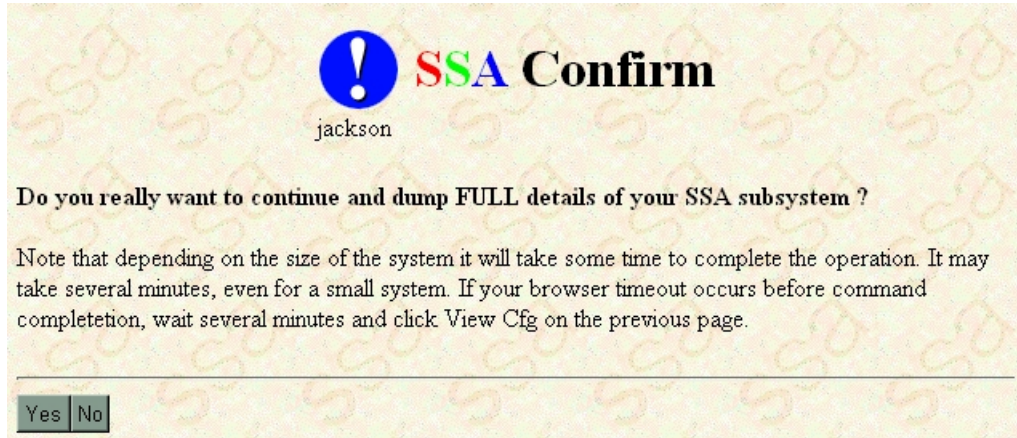 SSA Confirm
jackson
Do you really want to continue and dump FULL details of your SSA subsystem ?
Note that depending on the size of the system it will take some time to complete the operation. It may
take several minutes, even for a small system. If your browser timeout occurs before command
completetion, wait several minutes and click View Cfg on the previous page.
Yes No